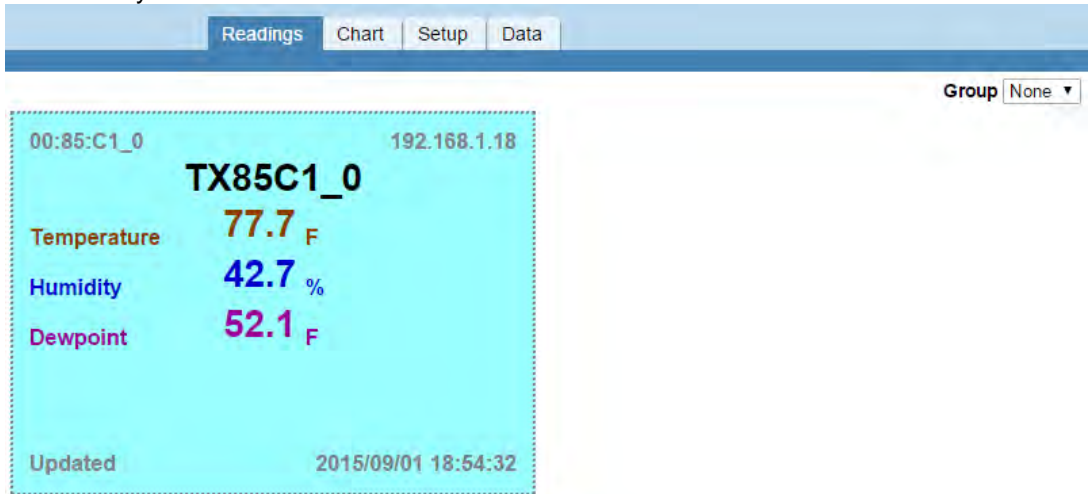 Readings Chart Setup Data
Group None
00:85:C1_0 192.168.1.18
TX85C1_0
Temperature 77.7 F
Humidity 42.7 %
Dewpoint 52.1 F
Updated 2015/09/01 18:54:32